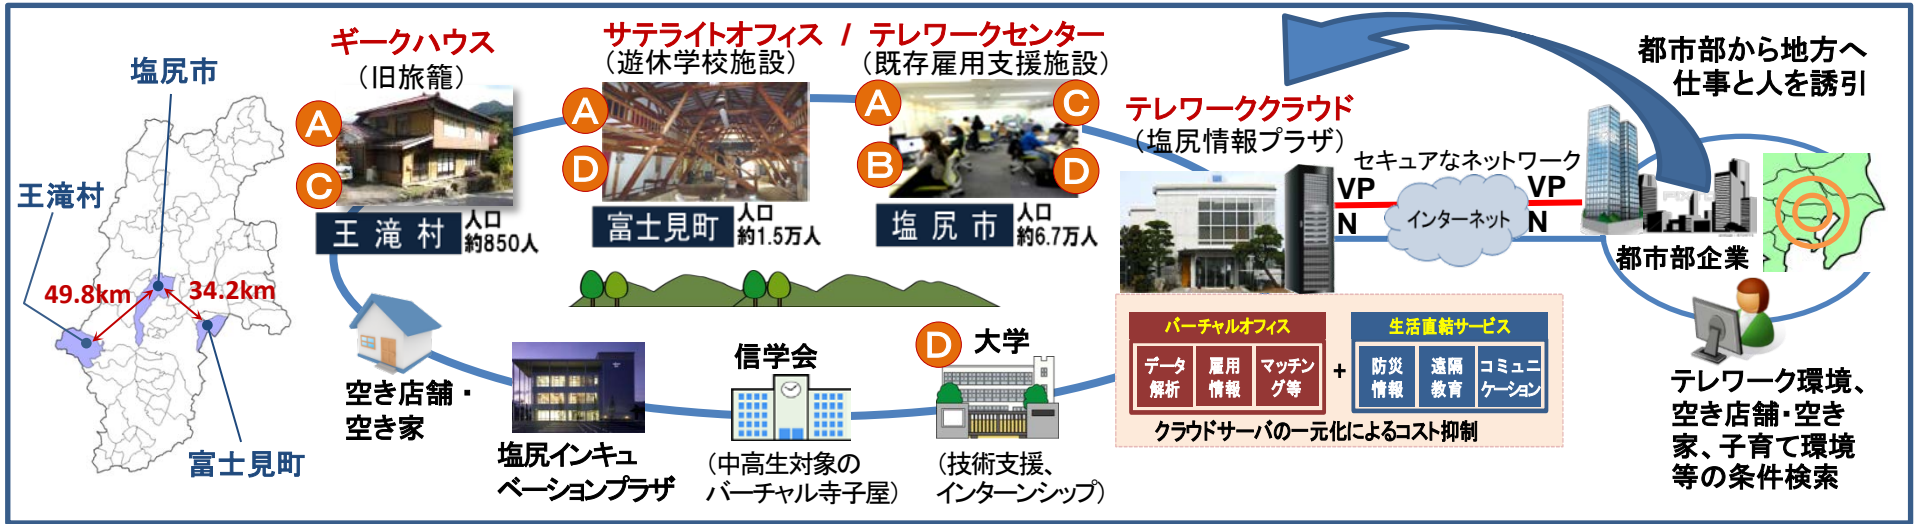 塩尻市
王滝村
49.8km
34.2km
富士見町
ギークハウス
（旧旅籠）
A
C
王滝村
人口
約850人
サテライトオフィス / テレワークセンター
（遊休学校施設）
（既存雇用支援施設）
A
D
富士見町
人口
約1.5万人
A
B
C
D
塩尻市
人口
約6.7万人
テレワーククラウド
（塩尻情報プラザ）
セキュアなネットワーク
VP
N
インターネット
VP
N
都市部から地方へ
仕事と人を誘引
都市部企業
テレワーク環境、
空き店舗・空き
家、子育て環境
等の条件検索
空き店舗・
空き家
塩尻インキュ
ベーションプラザ
信学会
（中高生対象の
バーチャル寺子屋）
D
大学
（技術支援、
インターンシップ）
バーチャルオフィス
データ
解析
雇用
情報
マッチン
グ等
+
生活直結サービス
防災
情報
遠隔
教育
コミュニ
ケーション
クラウドサーバの一元化によるコスト抑制